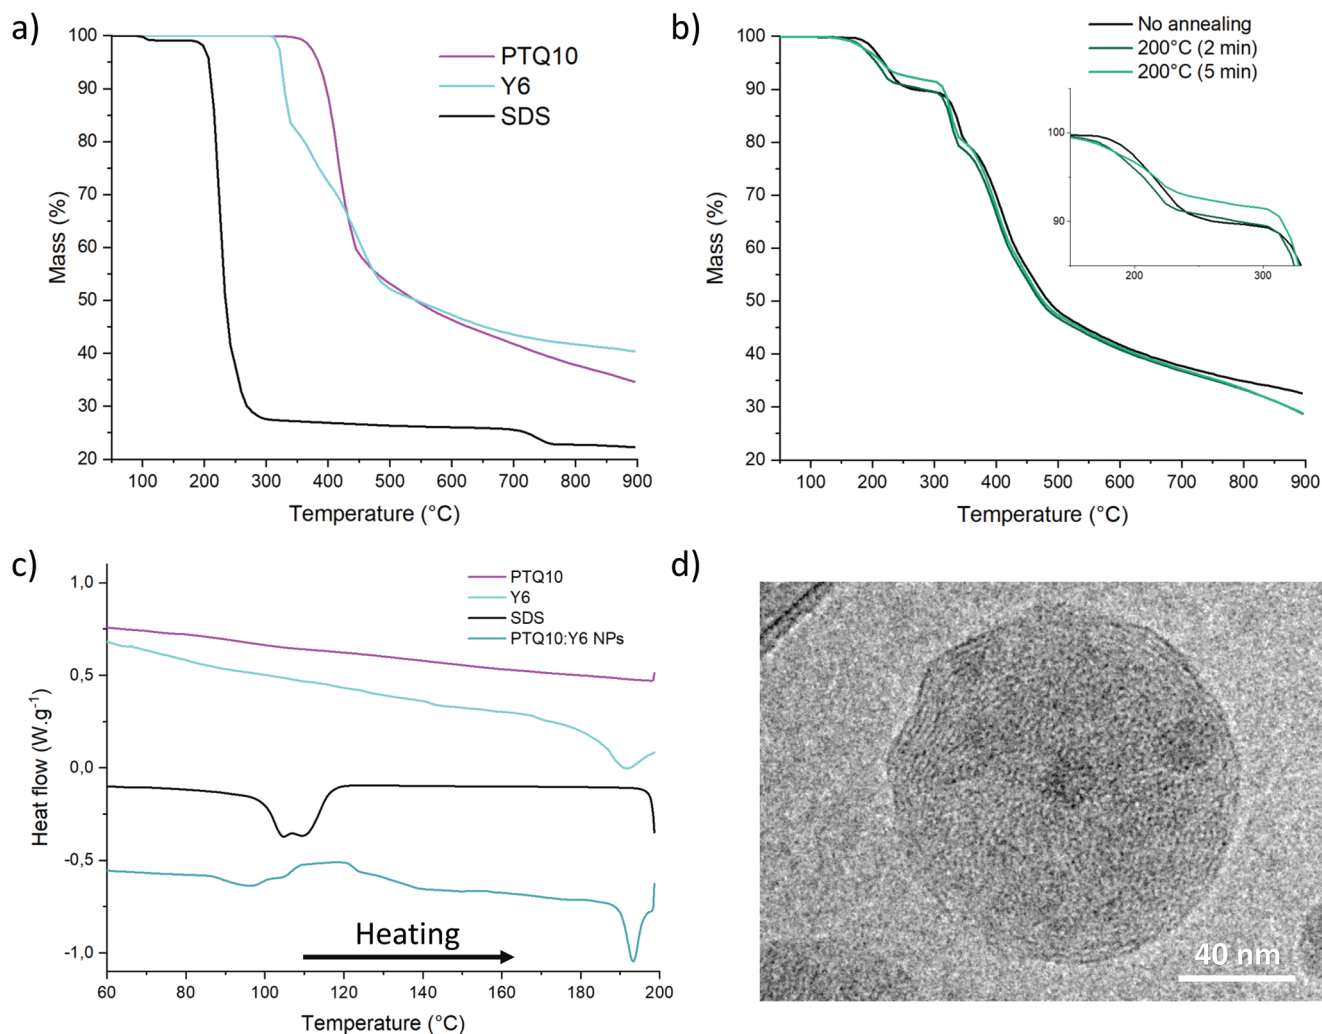 a)
100
90
80
70
60
50
40
30
20
Mass (%)
100 200 300 400 500 600 700 800 900
Temperature (°C)
PTQ10
Y6
SDS
b)
100
90
80
70
60
50
40
30
20
Mass (%)
100 200 300 400 500 600 700 800 900
Temperature (°C)
No annealing
200°C (2 min)
200°C (5 min)
100
90
200 300
c)
1,0
0,5
0,0
-0,5
-1,0
Heat flow (W.g-1)
60 80 100 120 140 160 180 200
Temperature (°C)
PTQ10
Y6
SDS
PTQ10:Y6 NPs
Heating
d)
40 nm